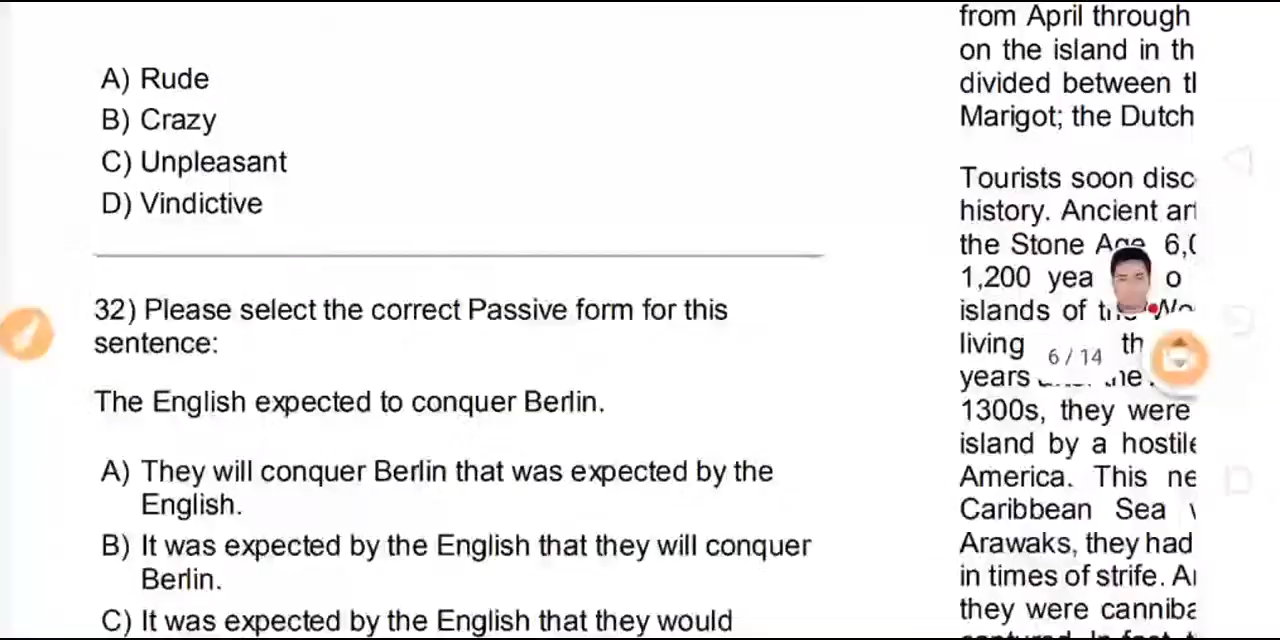 A) Rude
B) Crazy
C) Unpleasant
D) Vindictive
32) Please select the correct Passive form for this
sentence:
The English expected to conquer Berlin.
A) They will conquer Berlin that was expected by the
English.
B) It was expected by the English that they will conquer
Berlin.
C) It was expected by the English that they would
from April through
on the island in th
divided between
Marigot; the Dutch
Tourists soon disc
history. Ancient
the Stone Age 6,0
1,200 yea
islands of
living th
years
1300s, they were
island by a hostile
America. This ne
Caribbean Sea
Arawaks, they had
in times of strife.
they were canniba
6/14